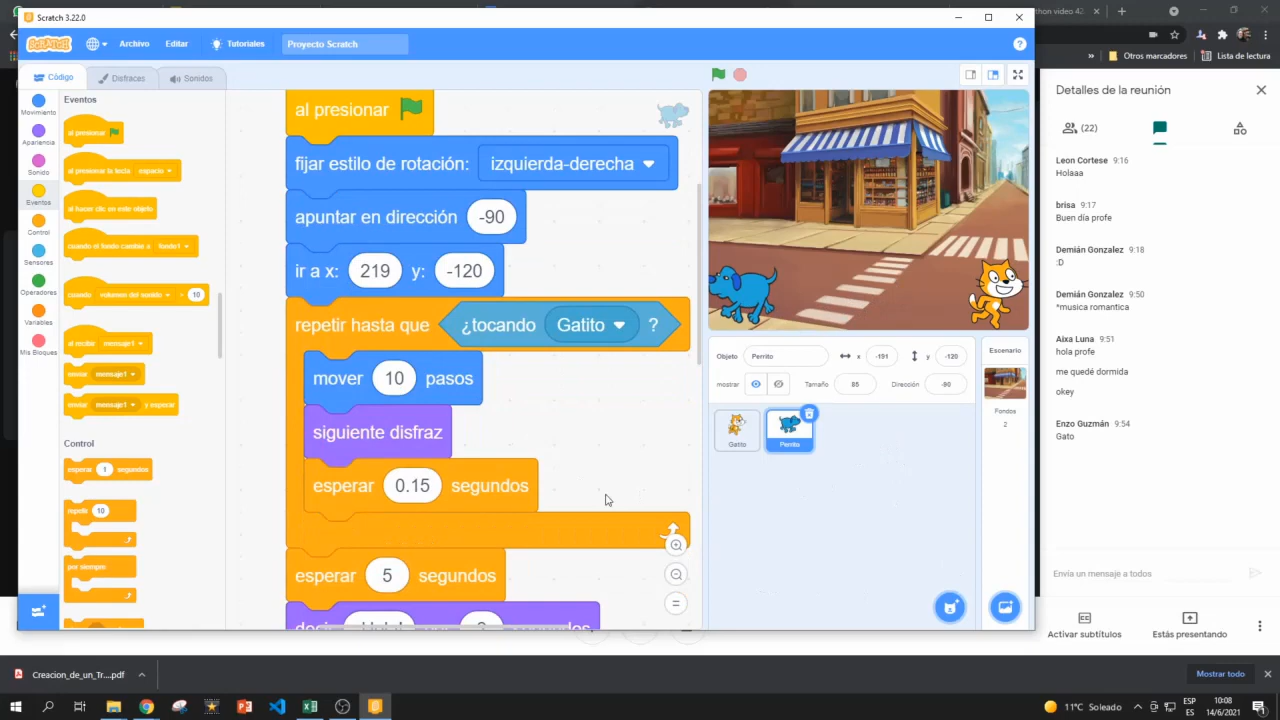 Scratch 3.22.0
SCRATCH
Archivo
Editar
Tutoriales
Proyecto Scratch
Código
Disfraces
Sonidos
Movimiento
Apariencia
Sonido
Eventos
Control
Sensores
Operadores
Variables
Mis Bloques
Eventos
al presionar
al presionar la tecla espacio
al hacer clic en este objeto
cuando el fondo cambie a fondo1
cuando volumen del sonido > 10
al recibir mensaje1
enviar mensaje1
enviar mensaje1 y esperar
Control
esperar 1 segundos
repetir 10
por siempre
al presionar
fijar estilo de rotación: izquierda-derecha
apuntar en dirección -90
ir a x: 219 y: -120
repetir hasta que ¿tocando Gatito ?
mover 10 pasos
siguiente disfraz
esperar 0.15 segundos
esperar 5 segundos
Objeto
Perrito
x
-191
y
-120
mostrar
Tamaño
85
Dirección
-90
Gatito
Perrito
Escenario
Fondos
2
thon video 42
Otros marcadores
Lista de lectura
Detalles de la reunión
(22)
Leon Cortese 9:16
Holaaa
brisa 9:17
Buen día profe
Demián Gonzalez 9:18
:D
Demián Gonzalez 9:50
*musica romantica
Aixa Luna 9:51
hola profe
me quedé dormida
okey
Enzo Guzmán 9:54
Gato
Envía un mensaje a todos
Activar subtítulos
Estás presentando
Creacion_de_un_Tr....pdf
Mostrar todo
11°C Soleado
ESP
ES
10:08
14/6/2021
1